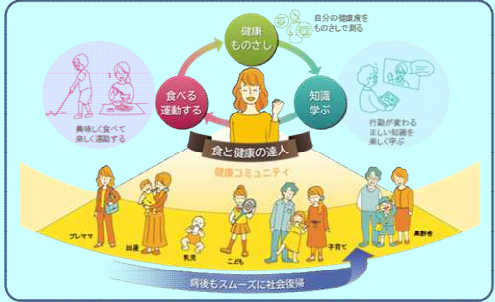 健康
ものさし
自分の健康度を
ものさしで測る
食べる
運動する
知識
学ぶ
美味しく食べて
楽しく運動する
行動が変わる
正しい知識を
楽しく学ぶ
食と健康の達人
健康コミュニティ
プレママ
出産
乳児
こども
子育て
高齢者
病後もスムーズに社会復帰